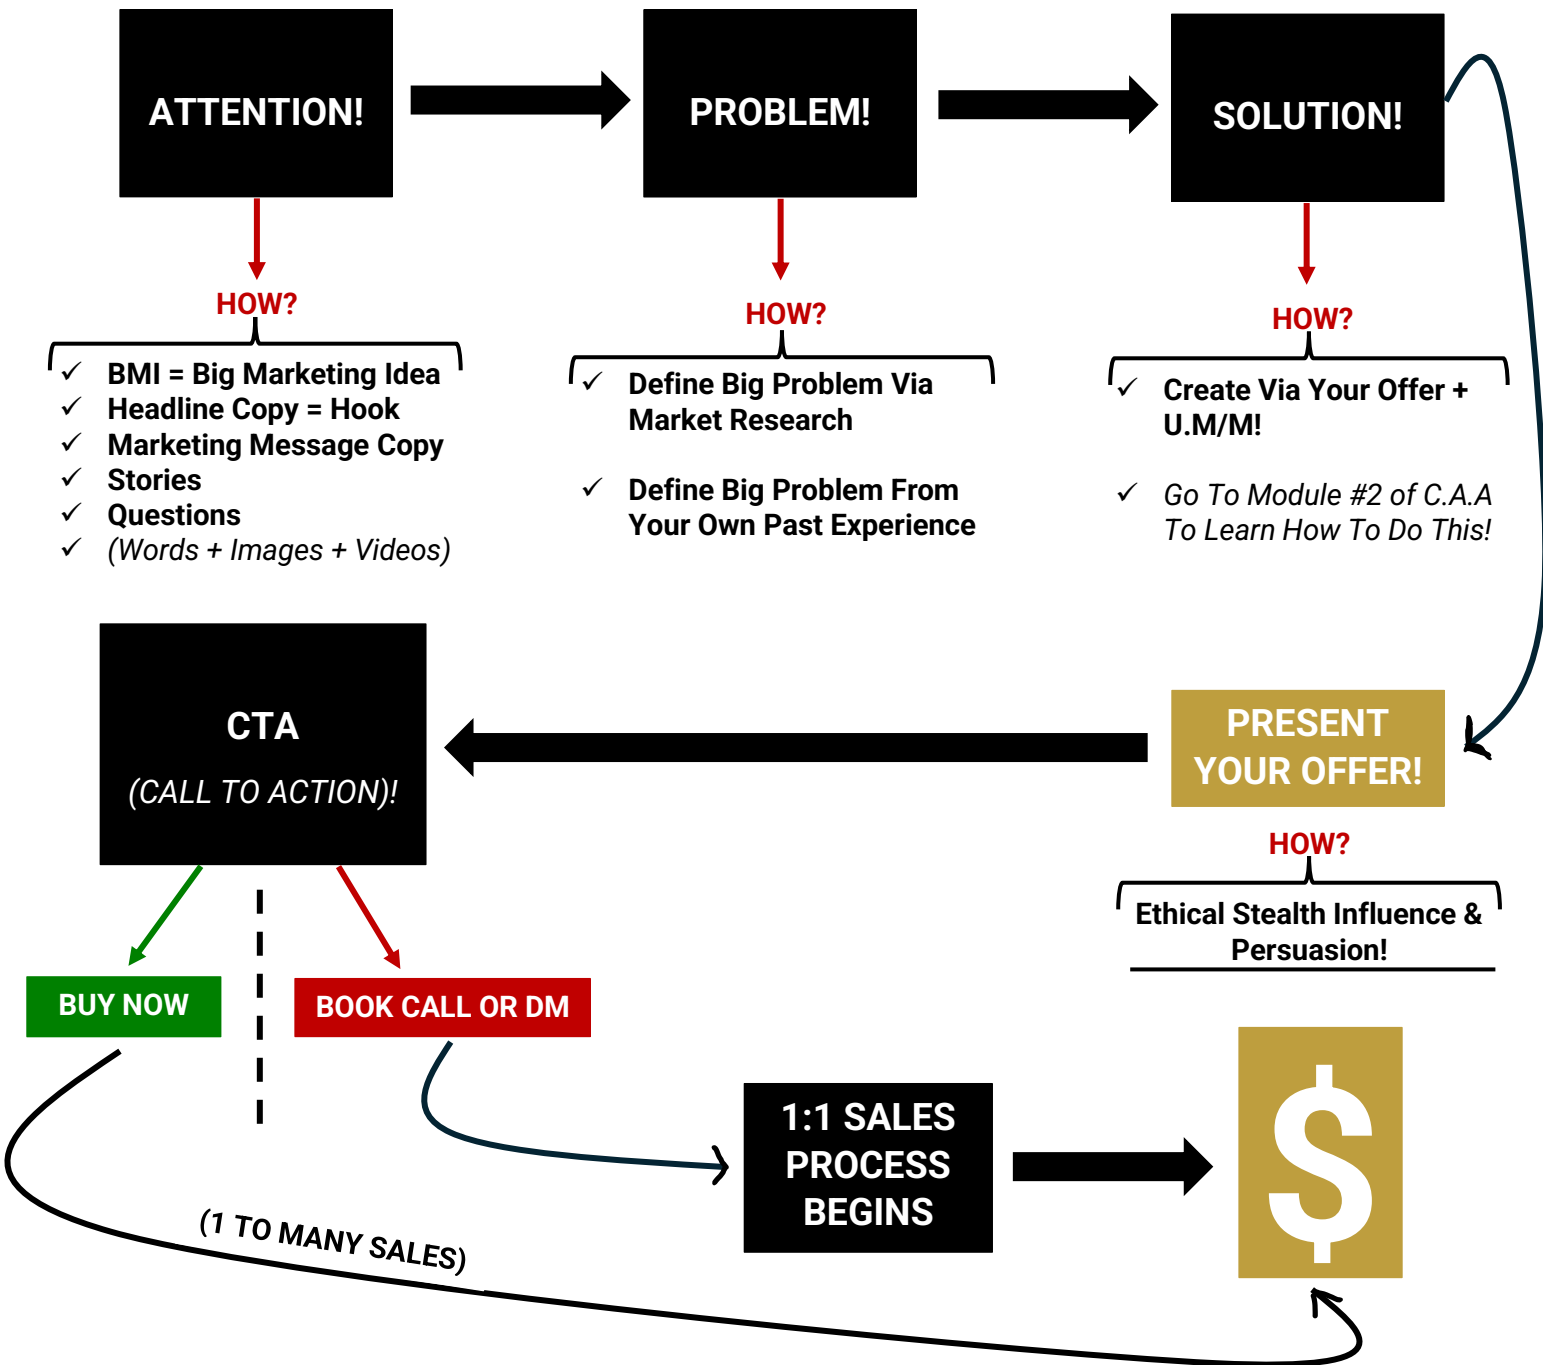 ATTENTION!
PROBLEM!
SOLUTION!
HOW?
BMI = Big Marketing Idea
Headline Copy = Hook
Marketing Message Copy
Stories
Questions
(Words + Images + Videos)
HOW?
Define Big Problem Via
Market Research
Define Big Problem From
Your Own Past Experience
HOW?
Create Via Your Offer +
U.M/M!
Go To Module #2 of C.A.A
To Learn How To Do This!
PRESENT
YOUR OFFER!
HOW?
Ethical Stealth Influence &
Persuasion!
CTA
(CALL TO ACTION)!
BUY NOW
BOOK CALL OR DM
1:1 SALES
PROCESS
BEGINS
$
(1 TO MANY SALES)